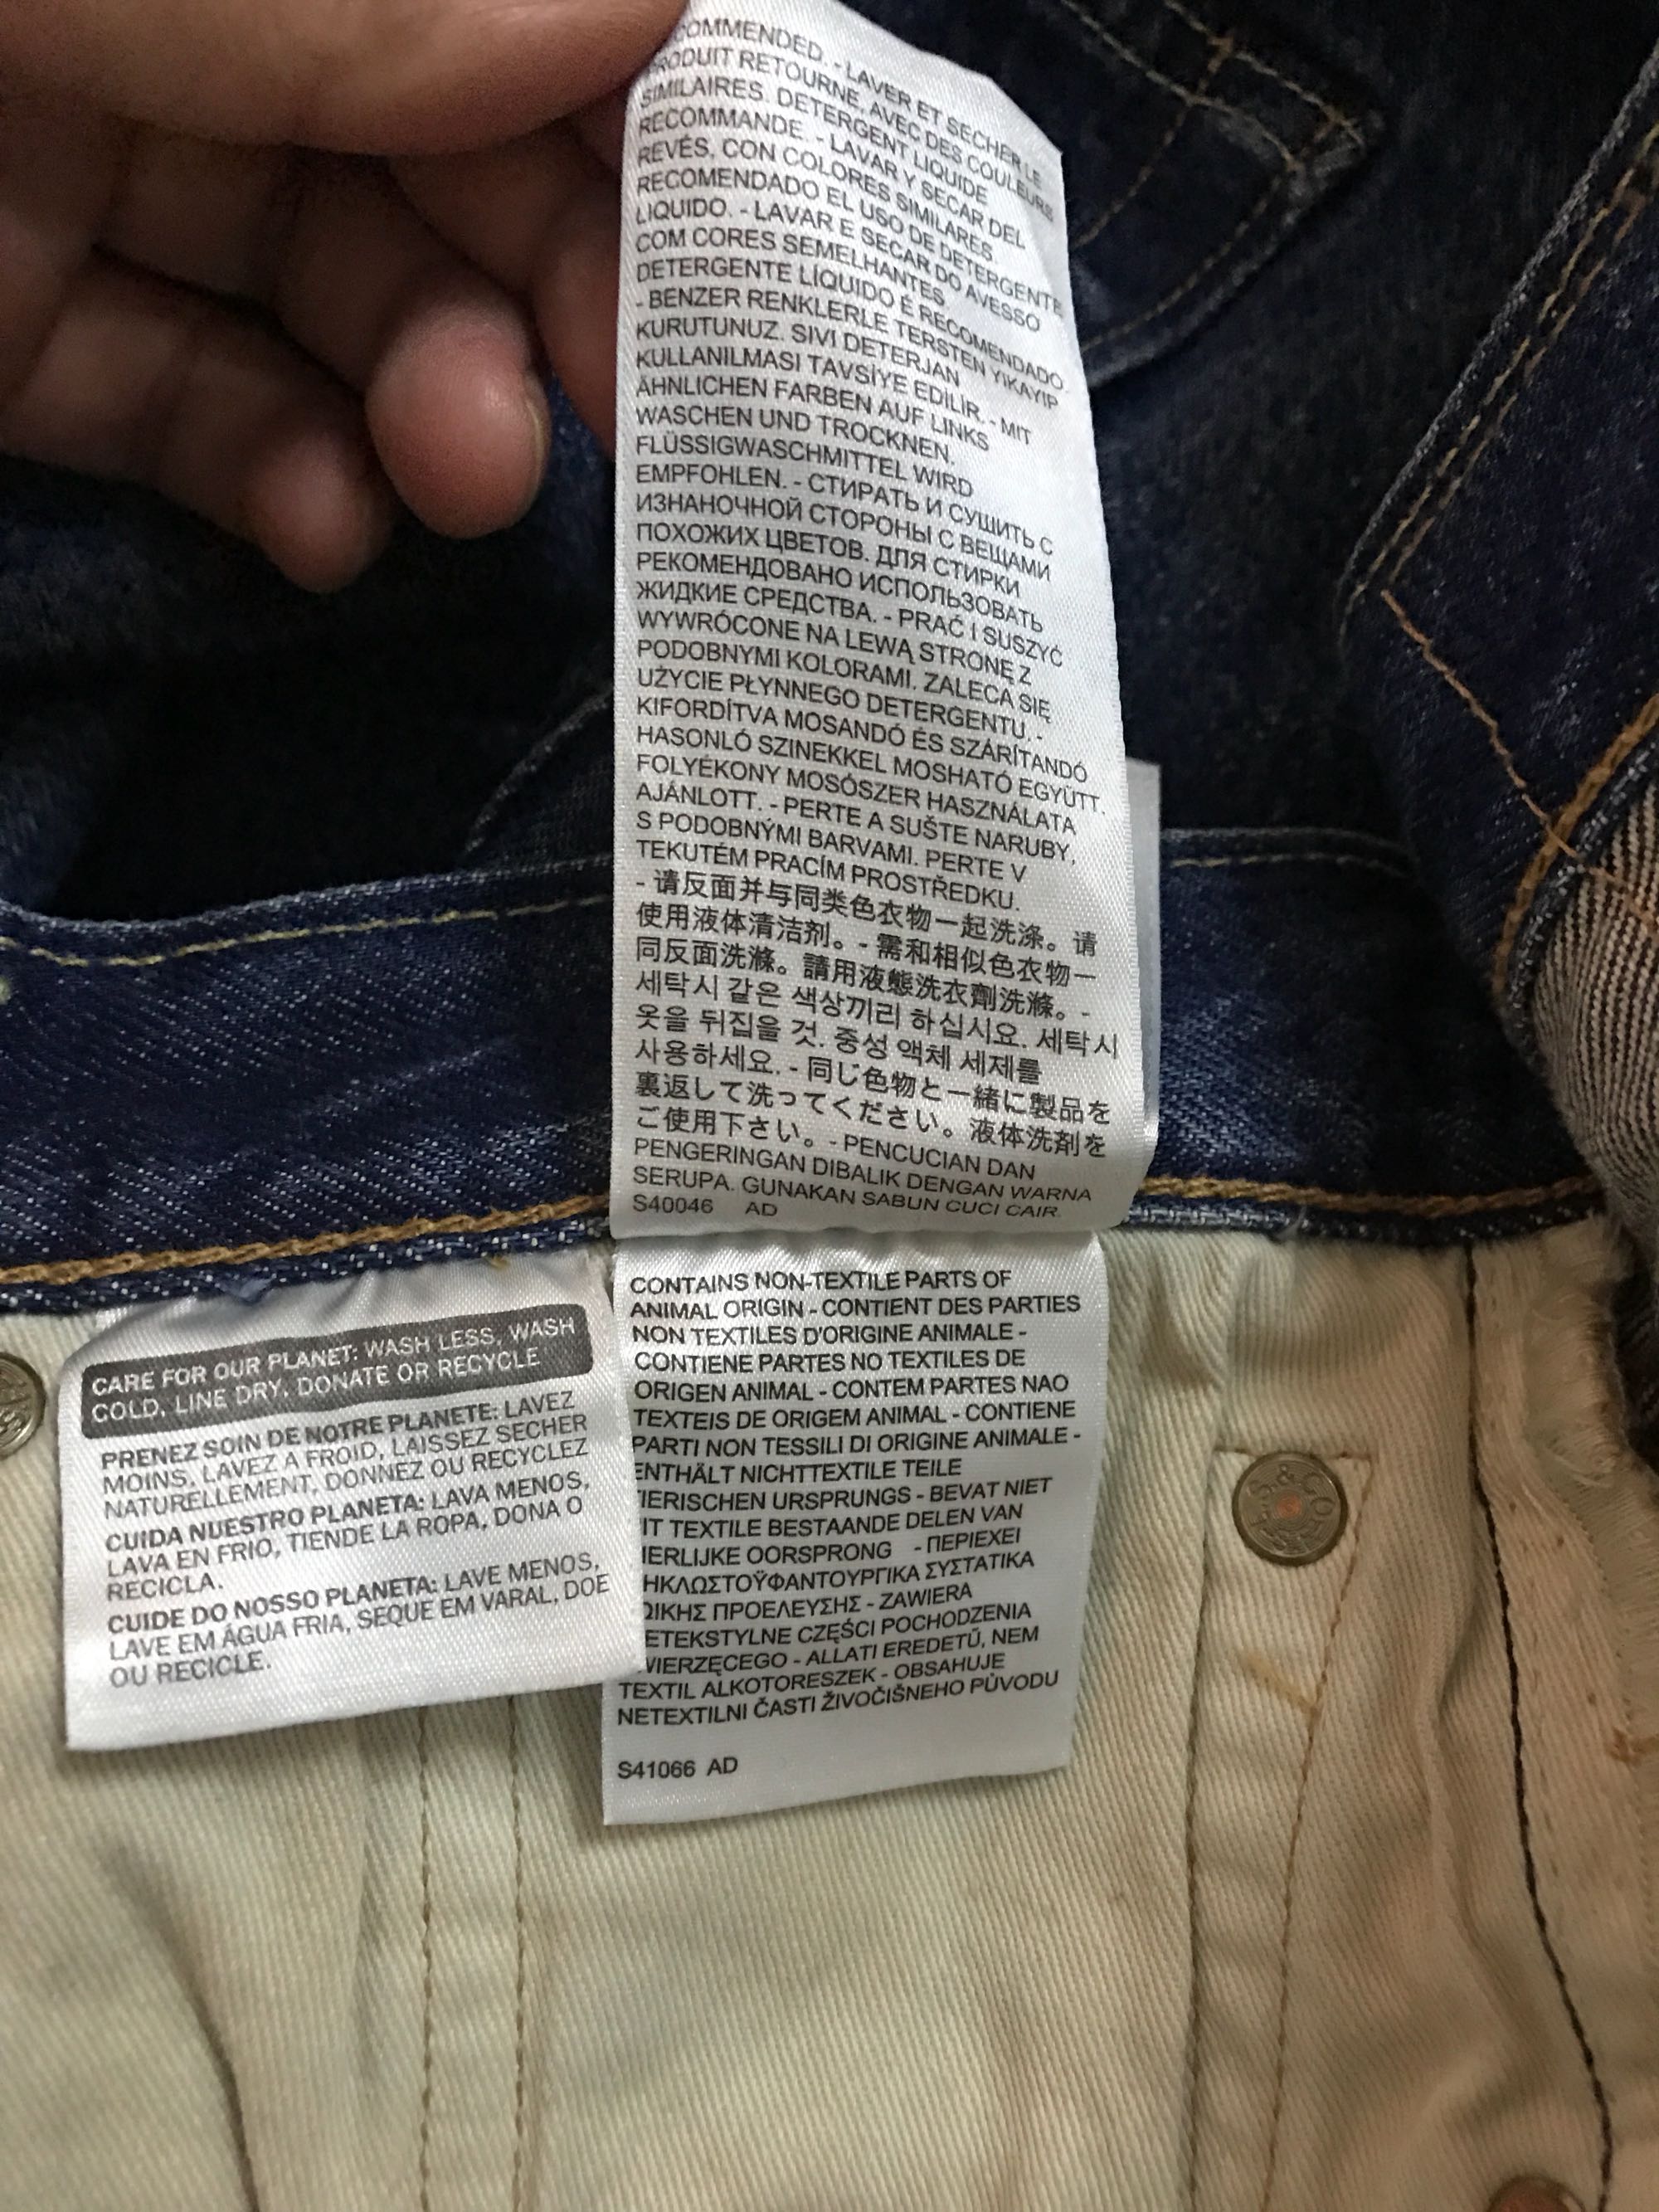 COMMENDED. - LAVER ET SECHER LE
PRODUIT RETOURNE, AVEC DES COULEURS
SIMILAIRES. DETERGENT LIQUIDE
RECOMMANDE. - LAVAR Y SECAR DEL
REVÉS, CON COLORES SIMILARES.
RECOMENDADO EL USO DE DETERGENTE
LIQUIDO. - LAVAR E SECAR DO AVESSO
COM CORES SEMELHANTES
DETERGENTE LÍQUIDO É RECOMENDADO.
- BENZER RENKLERLE TERSTEN YIKAYIP
KURUTUNUZ. SIVI DETERJAN
KULLANILMASI TAVSİYE EDİLİR. - MIT
ÄHNLICHEN FARBEN AUF LINKS
WASCHEN UND TROCKNEN.
FLÜSSIGWASCHMITTEL WIRD
EMPFOHLEN. - СТИРАТЬ И СУШИТЬ С
ИЗНАНОЧНОЙ СТОРОНЫ С ВЕЩАМИ
ПОХОЖИХ ЦВЕТОВ. ДЛЯ СТИРКИ
РЕКОМЕНДОВАНО ИСПОЛЬЗОВАТЬ
ЖИДКИЕ СРЕДСТВА. - PRAĆ I SUSZYĆ
WYWRÓCONE NA LEWĄ STRONĘ Z
PODOBNYMI KOLORAMI. ZALECA SIĘ
UŻYCIE PŁYNNEGO DETERGENTU. -
KIFORDÍTVA MOSANDÓ ÉS SZÁRÍTANDÓ
HASONLÓ SZINEKKEL MOSHATÓ EGYÜTT.
FOLYÉKONY MOSÓSZER HASZNÁLATA
AJÁNLOTT. - PERTE A SUŠTE NARUBY,
S PODOBNÝMI BARVAMI. PERTE V
TEKUTÉM PRACÍM PROSTŘEDKU.
- 请反面并与同类色衣物一起洗涤。请
使用液体清洁剂。- 需和相似色衣物一
同反面洗滌。請用液態洗衣劑洗滌。-
세탁시 같은 색상끼리 하십시요. 세탁시
옷을 뒤집을 것. 중성 액체 세제를
사용하세요. - 同じ色物と一緒に製品を
裏返して洗ってください。液体洗剤を
ご使用下さい。- PENCUCIAN DAN
PENGERINGAN DIBALIK DENGAN WARNA
SERUPA. GUNAKAN SABUN CUCI CAIR.
S40046 AD
CARE FOR OUR PLANET: WASH LESS, WASH
COLD, LINE DRY, DONATE OR RECYCLE
PRENEZ SOIN DE NOTRE PLANETE: LAVEZ
MOINS, LAVEZ A FROID, LAISSEZ SECHER
NATURELLEMENT, DONNEZ OU RECYCLEZ
CUIDA NUESTRO PLANETA: LAVA MENOS,
LAVA EN FRIO, TIENDE LA ROPA, DONA O
RECICLA.
CUIDE DO NOSSO PLANETA: LAVE MENOS,
LAVE EM ÁGUA FRIA, SEQUE EM VARAL, DOE
OU RECICLE.
CONTAINS NON-TEXTILE PARTS OF
ANIMAL ORIGIN - CONTIENT DES PARTIES
NON TEXTILES D'ORIGINE ANIMALE -
CONTIENE PARTES NO TEXTILES DE
ORIGEN ANIMAL - CONTEM PARTES NAO
TEXTEIS DE ORIGEM ANIMAL - CONTIENE
PARTI NON TESSILI DI ORIGINE ANIMALE -
ENTHÄLT NICHTTEXTILE TEILE
IERISCHEN URSPRUNGS - BEVAT NIET
IT TEXTILE BESTAANDE DELEN VAN
IERLIJKE OORSPRONG - ΠΕΡΙΕΧΕΙ
ΗΚΛΩΣΤΟΫΦΑΝΤΟΥΡΓΙΚΑ ΣΥΣΤΑΤΙΚΑ
ΩΙΚΗΣ ΠΡΟΕΛΕΥΣΗΣ - ZAWIERA
ETEKSTYLNE CZĘŚCI POCHODZENIA
WIERZĘCEGO - ALLATI EREDETŰ, NEM
TEXTIL ALKOTORESZEK - OBSAHUJE
NETEXTILNI ČASTI ŽIVOČIŠNEHO PŮVODU
S41066 AD